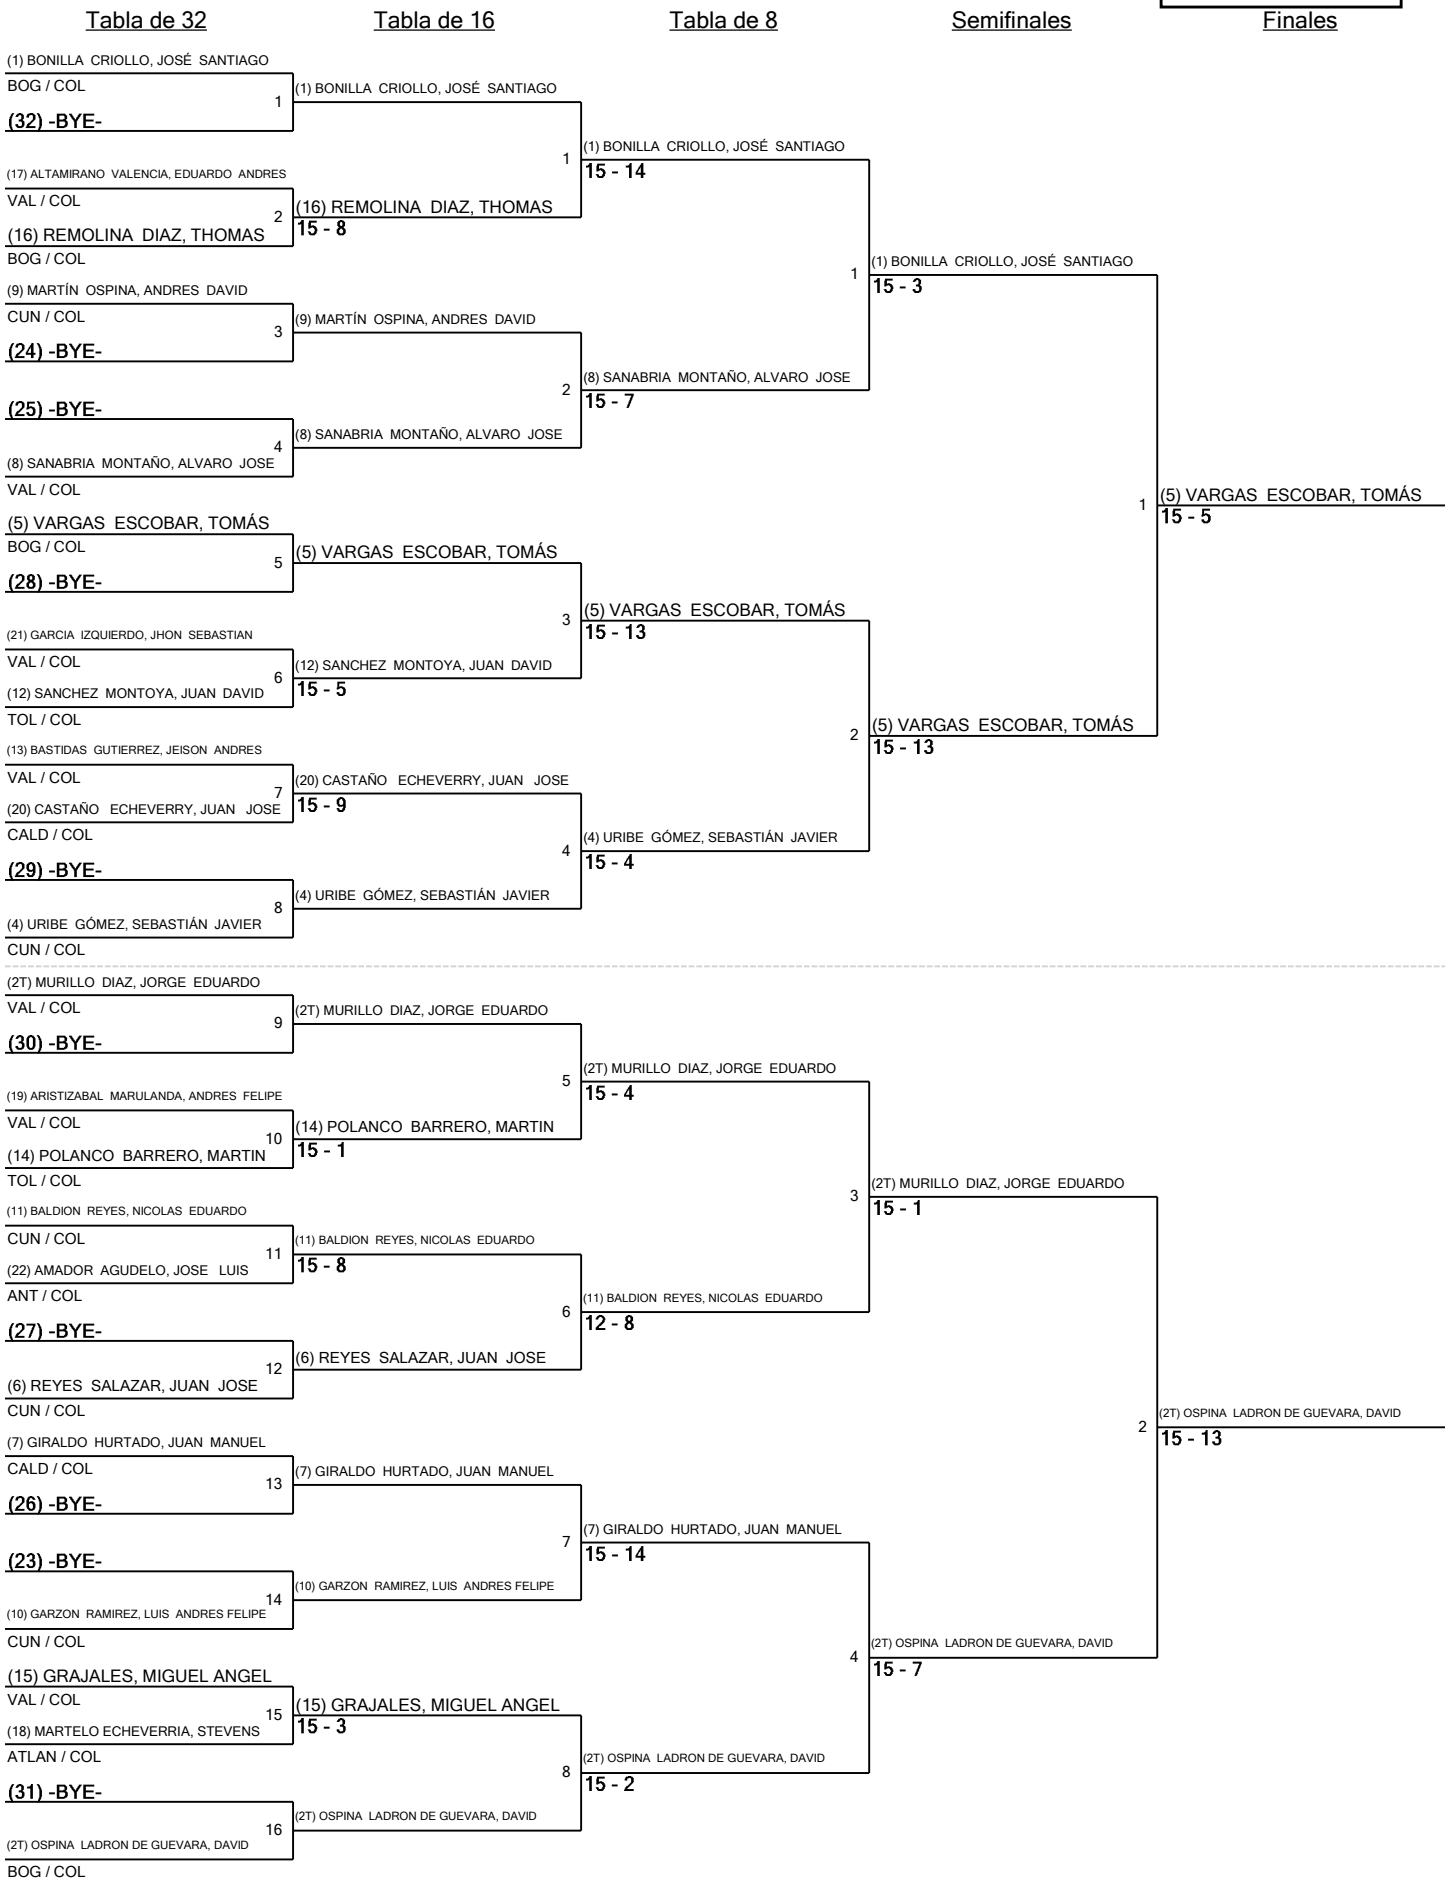 Tabla de 32
Tabla de 16
Tabla de 8
Semifinales
Finales
(1) BONILLA CRIOLLO, JOSÉ SANTIAGO
BOG / COL
1
(32) -BYE-
(17) ALTAMIRANO VALENCIA, EDUARDO ANDRES
VAL / COL
2
(16) REMOLINA DIAZ, THOMAS
BOG / COL
(9) MARTÍN OSPINA, ANDRES DAVID
CUN / COL
3
(24) -BYE-
(25) -BYE-
4
(8) SANABRIA MONTAÑO, ALVARO JOSE
VAL / COL
(5) VARGAS ESCOBAR, TOMÁS
BOG / COL
5
(28) -BYE-
(21) GARCIA IZQUIERDO, JHON SEBASTIAN
VAL / COL
6
(12) SANCHEZ MONTOYA, JUAN DAVID
TOL / COL
(13) BASTIDAS GUTIERREZ, JEISON ANDRES
VAL / COL
7
(20) CASTAÑO ECHEVERRY, JUAN JOSE
CALD / COL
(29) -BYE-
8
(4) URIBE GÓMEZ, SEBASTIÁN JAVIER
CUN / COL
(2T) MURILLO DIAZ, JORGE EDUARDO
VAL / COL
9
(30) -BYE-
(19) ARISTIZABAL MARULANDA, ANDRES FELIPE
VAL / COL
10
(14) POLANCO BARRERO, MARTIN
TOL / COL
(11) BALDION REYES, NICOLAS EDUARDO
CUN / COL
11
(22) AMADOR AGUDELO, JOSE LUIS
ANT / COL
(27) -BYE-
12
(6) REYES SALAZAR, JUAN JOSE
CUN / COL
(7) GIRALDO HURTADO, JUAN MANUEL
CALD / COL
13
(26) -BYE-
(23) -BYE-
14
(10) GARZON RAMIREZ, LUIS ANDRES FELIPE
CUN / COL
(15) GRAJALES, MIGUEL ANGEL
VAL / COL
15
(18) MARTELO ECHEVERRIA, STEVENS
ATLAN / COL
(31) -BYE-
16
(2T) OSPINA LADRON DE GUEVARA, DAVID
BOG / COL
(1) BONILLA CRIOLLO, JOSÉ SANTIAGO
1
(16) REMOLINA DIAZ, THOMAS
15 - 8
(9) MARTÍN OSPINA, ANDRES DAVID
2
(8) SANABRIA MONTAÑO, ALVARO JOSE
(5) VARGAS ESCOBAR, TOMÁS
3
(12) SANCHEZ MONTOYA, JUAN DAVID
15 - 5
(20) CASTAÑO ECHEVERRY, JUAN JOSE
15 - 9
4
(4) URIBE GÓMEZ, SEBASTIÁN JAVIER
(2T) MURILLO DIAZ, JORGE EDUARDO
5
(14) POLANCO BARRERO, MARTIN
15 - 1
(11) BALDION REYES, NICOLAS EDUARDO
15 - 8
6
(6) REYES SALAZAR, JUAN JOSE
(7) GIRALDO HURTADO, JUAN MANUEL
7
(10) GARZON RAMIREZ, LUIS ANDRES FELIPE
(15) GRAJALES, MIGUEL ANGEL
15 - 3
8
(2T) OSPINA LADRON DE GUEVARA, DAVID
(1) BONILLA CRIOLLO, JOSÉ SANTIAGO
15 - 14
1
(8) SANABRIA MONTAÑO, ALVARO JOSE
15 - 7
(5) VARGAS ESCOBAR, TOMÁS
15 - 13
2
(4) URIBE GÓMEZ, SEBASTIÁN JAVIER
15 - 4
(2T) MURILLO DIAZ, JORGE EDUARDO
15 - 4
3
(11) BALDION REYES, NICOLAS EDUARDO
12 - 8
(7) GIRALDO HURTADO, JUAN MANUEL
15 - 14
4
(2T) OSPINA LADRON DE GUEVARA, DAVID
15 - 2
(1) BONILLA CRIOLLO, JOSÉ SANTIAGO
15 - 3
1
(5) VARGAS ESCOBAR, TOMÁS
15 - 13
(2T) MURILLO DIAZ, JORGE EDUARDO
15 - 1
2
(2T) OSPINA LADRON DE GUEVARA, DAVID
15 - 7
(5) VARGAS ESCOBAR, TOMÁS
15 - 5
(2T) OSPINA LADRON DE GUEVARA, DAVID
15 - 13